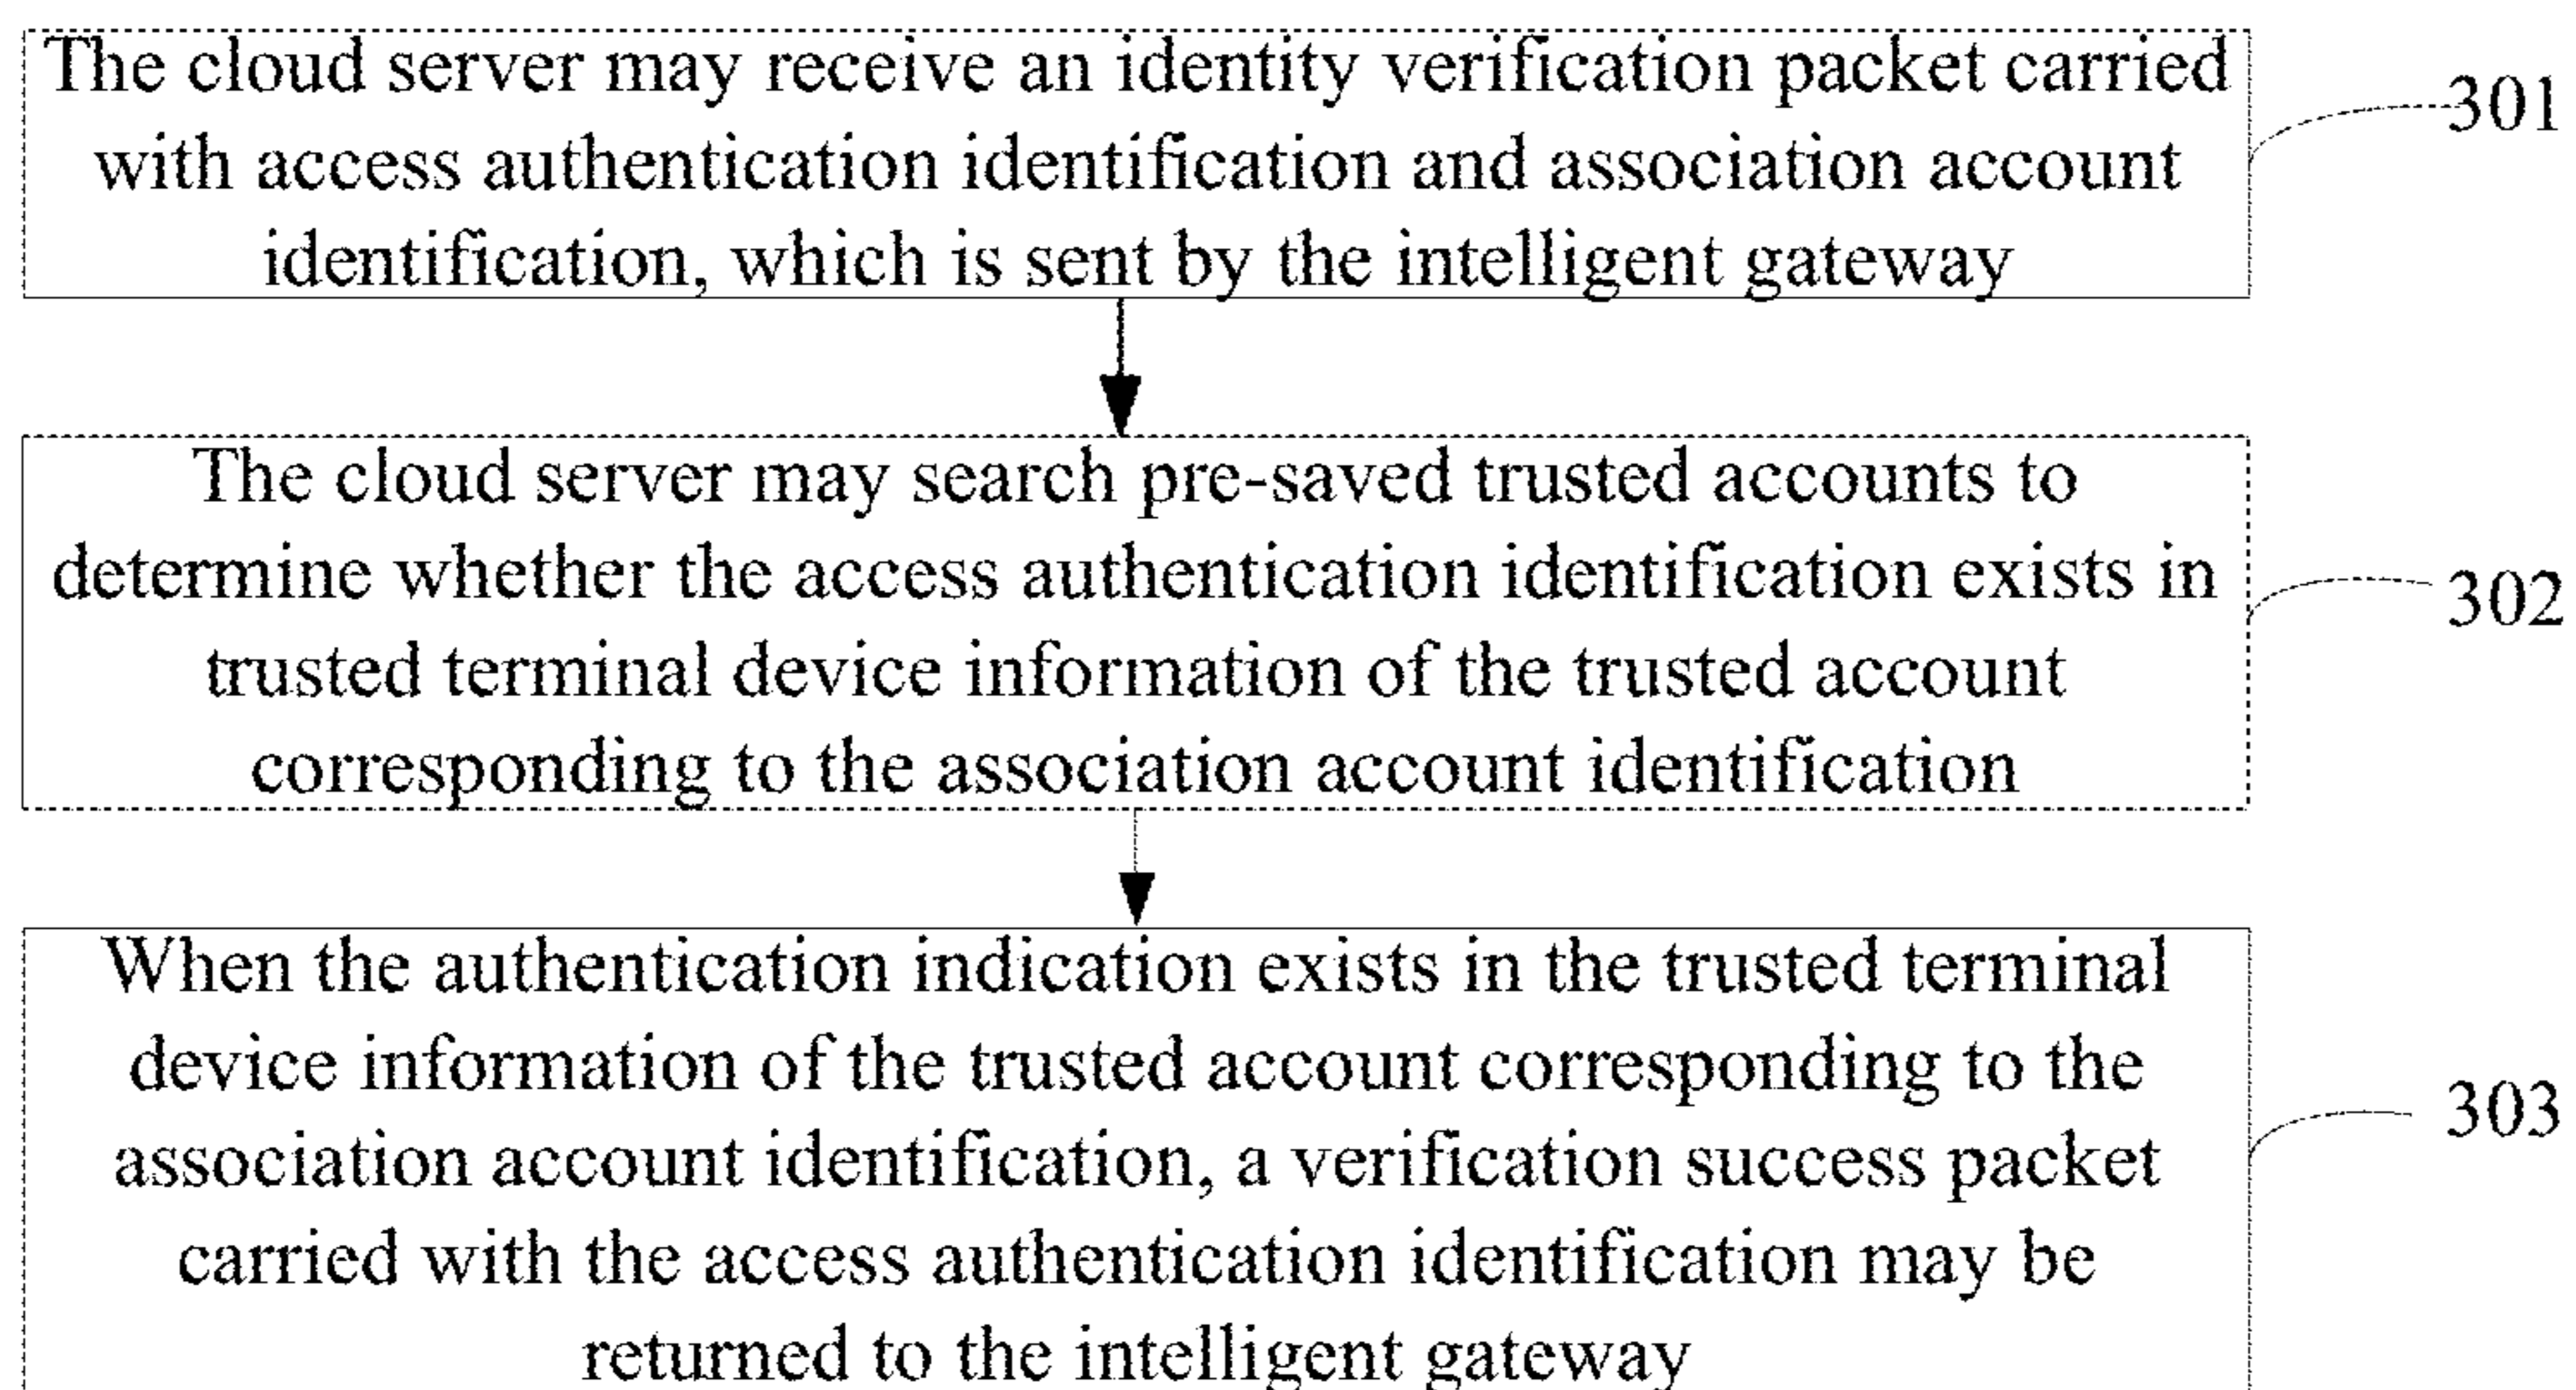 The cloud server may receive an identity verification packet carried
with access authentication identification and association account
identification, which is sent by the intelligent gateway
301
The cloud server may search pre-saved trusted accounts to
determine whether the access authentication identification exists in
trusted terminal device information of the trusted account
corresponding to the association account identification
302
When the authentication indication exists in the trusted terminal
device information of the trusted account corresponding to the
association account identification, a verification success packet
carried with the access authentication identification may be
returned to the intelligent gateway
303